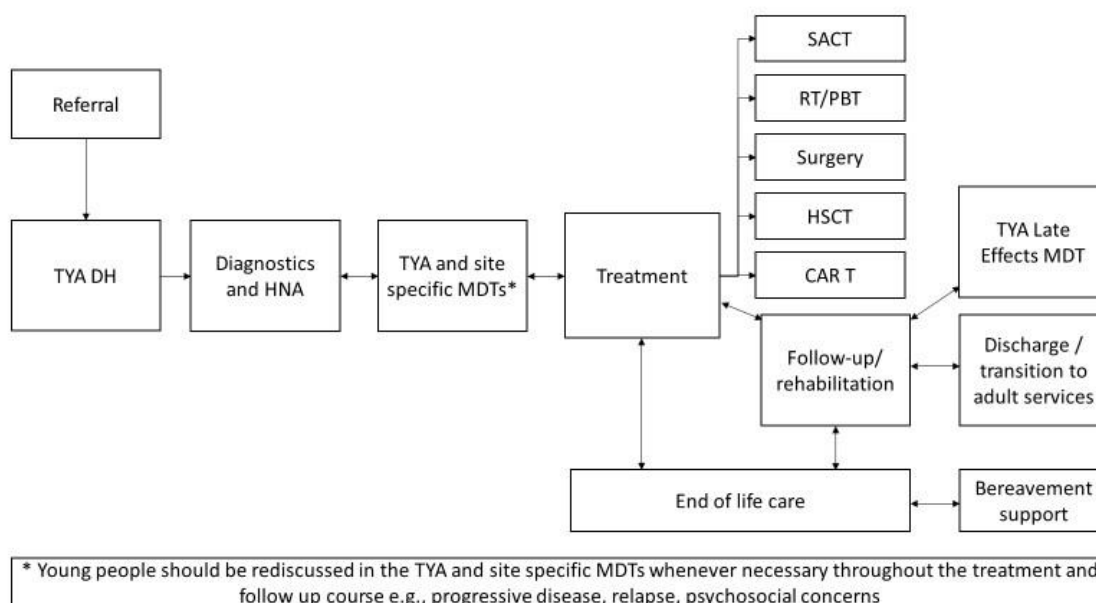 SACT
Referral
RT/PBT
Surgery
HSCT
CAR T
TYA DH
Diagnostics
and HNA
TYA and site
specific MDTs*
Treatment
TYA Late
Effects MDT
Follow-up/
rehabilitation
Discharge /
transition to
adult services
End of life care
Bereavement
support
* Young people should be rediscussed in the TYA and site specific MDTs whenever necessary throughout the treatment and
follow up course e.g., progressive disease, relapse, psychosocial concerns